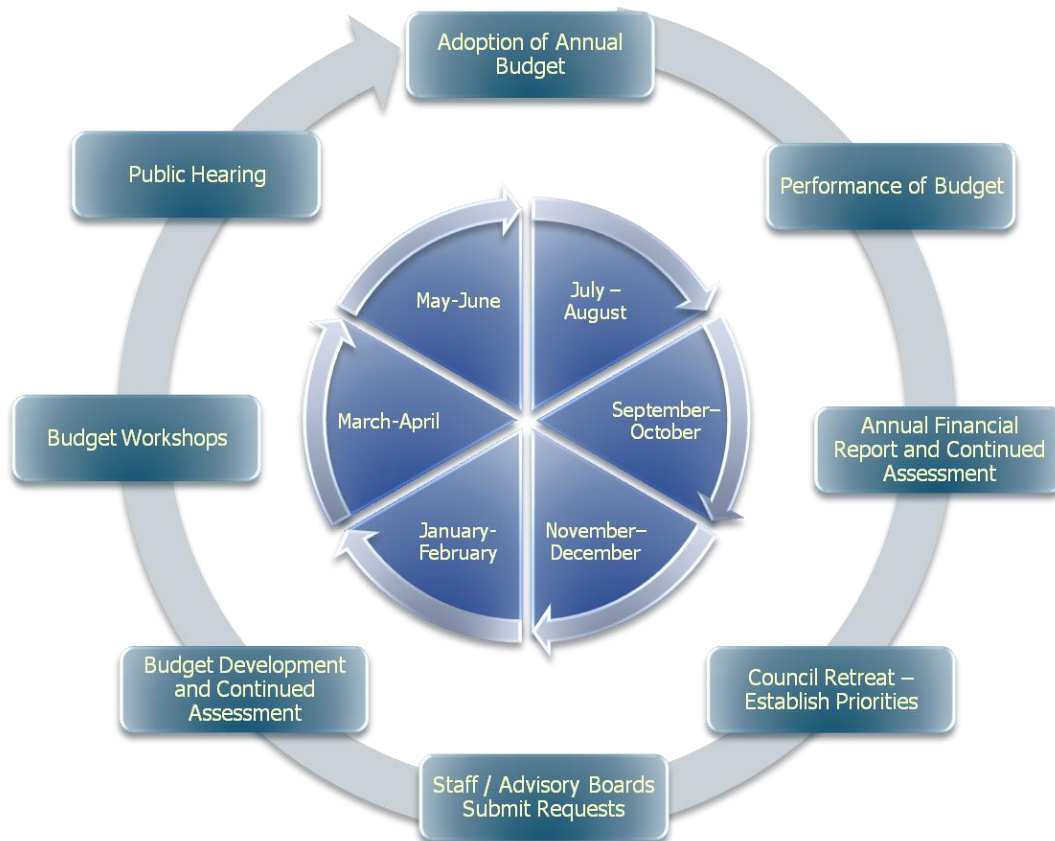 Adoption of Annual
Budget
Performance of Budget
Annual Financial
Report and Continued
Assessment
Council Retreat –
Establish Priorities
Staff / Advisory Boards
Submit Requests
Budget Development
and Continued
Assessment
Budget Workshops
Public Hearing
July –
August
September–
October
November–
December
January-
February
March-April
May-June